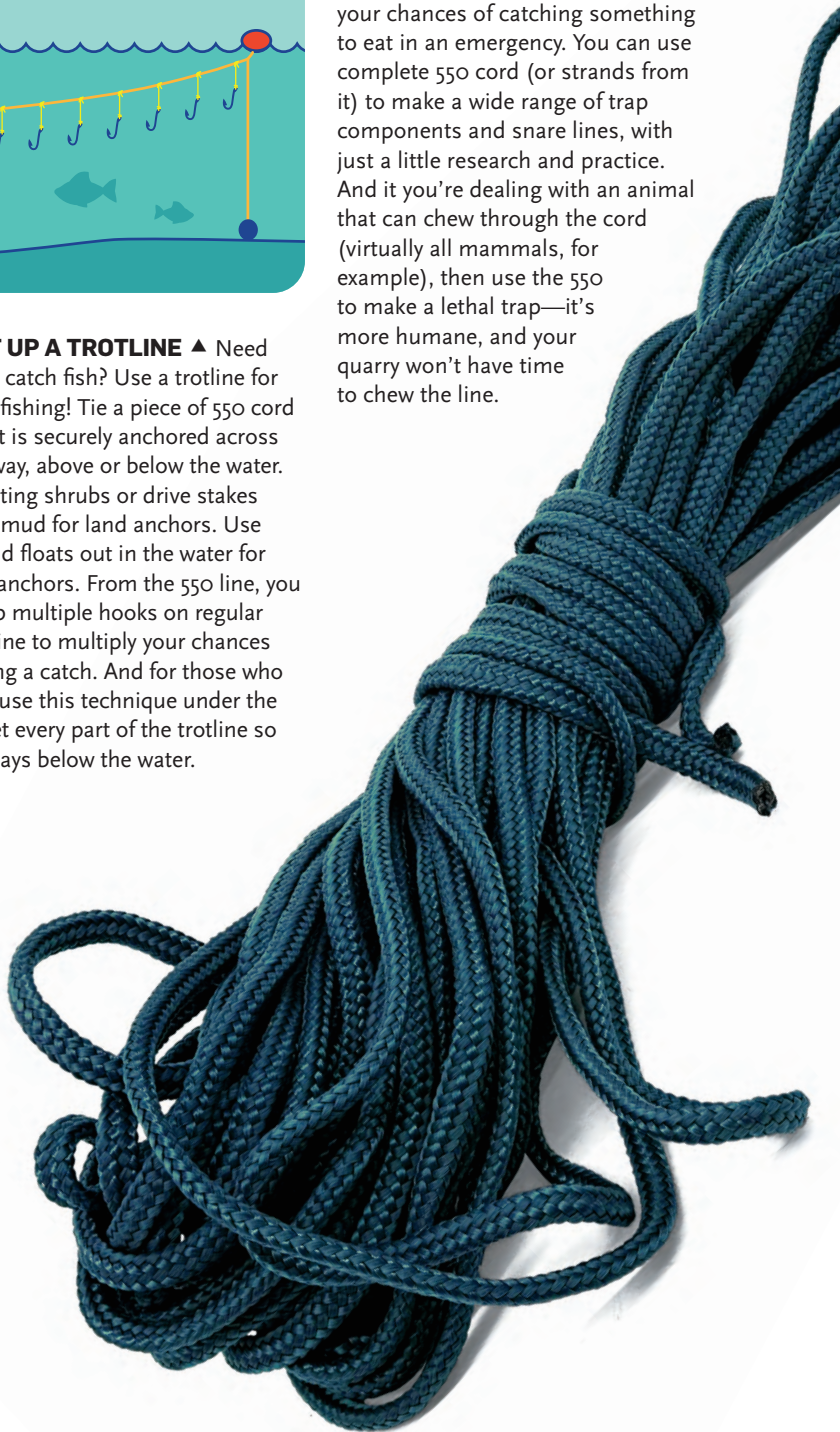 T UP A TROTLINE ▲ Need
catch fish? Use a trotline for
fishing! Tie a piece of 550 cord
t is securely anchored across
way, above or below the water.
ting shrubs or drive stakes
mud for land anchors. Use
d floats out in the water for
anchors. From the 550 line, you
p multiple hooks on regular
ine to multiply your chances
ng a catch. And for those who
use this technique under the
et every part of the trotline so
ays below the water.
your chances of catching something
to eat in an emergency. You can use
complete 550 cord (or strands from
it) to make a wide range of trap
components and snare lines, with
just a little research and practice.
And it you're dealing with an animal
that can chew through the cord
(virtually all mammals, for
example), then use the 550
to make a lethal trap—it's
more humane, and your
quarry won't have time
to chew the line.